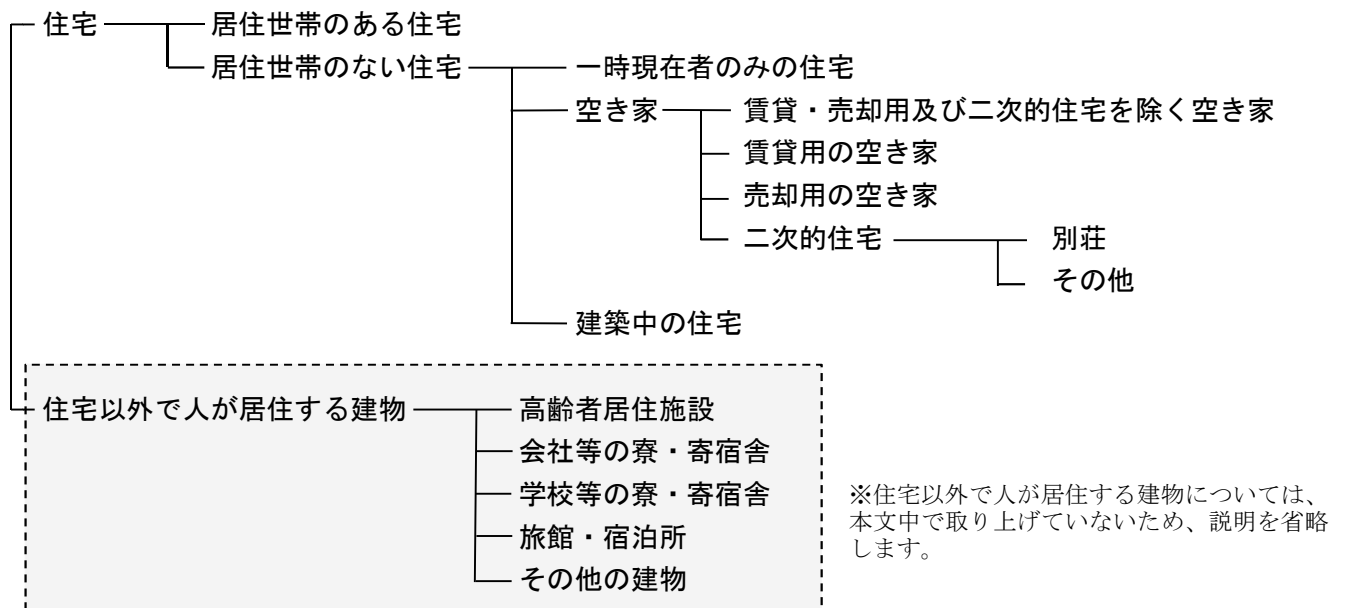 住宅 居住世帯のある住宅
居住世帯のない住宅 一時現在者のみの住宅
空き家 賃貸・売却用及び二次的住宅を除く空き家
賃貸用の空き家
売却用の空き家
二次的住宅 別荘
その他
建築中の住宅
住宅以外で人が居住する建物 高齢者居住施設
会社等の寮・寄宿舎
学校等の寮・寄宿舎
旅館・宿泊所
その他の建物
※住宅以外で人が居住する建物については、
本文中で取り上げていないため、説明を省略
します。